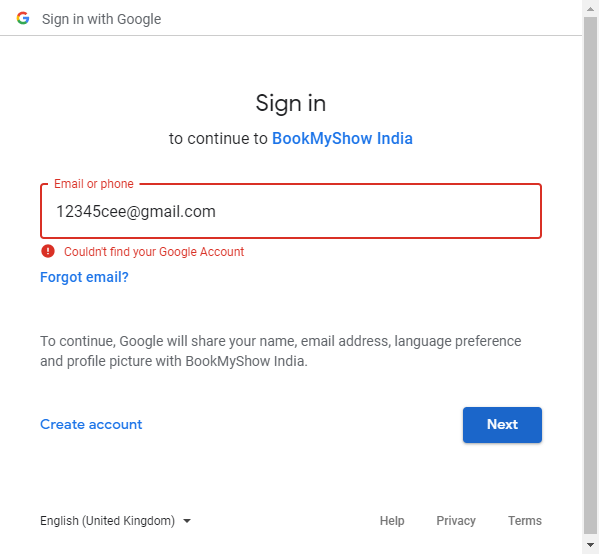 Sign in with Google
Sign in
to continue to BookMyShow India
Email or phone
12345cee@gmail.com
Couldn't find your Google Account
Forgot email?
To continue, Google will share your name, email address, language preference
and profile picture with BookMyShow India.
Create account
Next
English (United Kingdom)
Help
Privacy
Terms